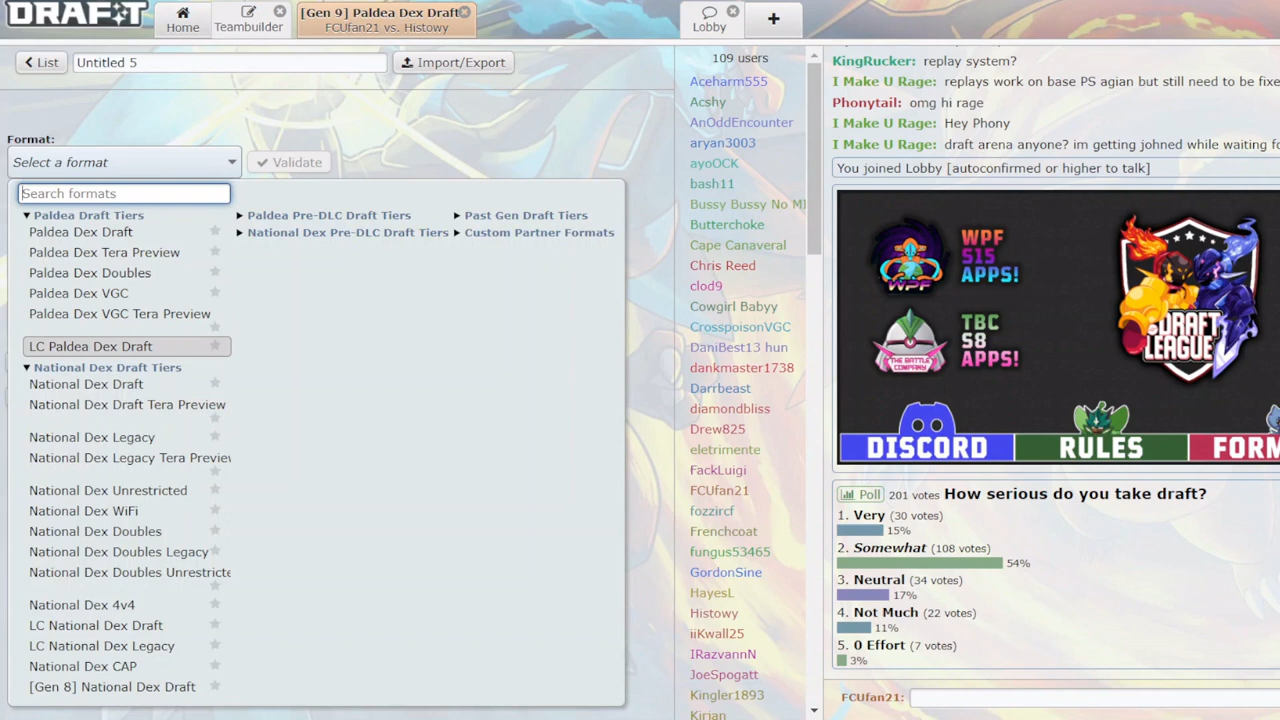 DRAFT
Home
Teambuilder
[Gen 9] Paldea Dex Draft
FCUfan21 vs. Histowy
Lobby
List
Untitled 5
Import/Export
Format:
Select a format
Validate
Search formats
Paldea Draft Tiers
Paldea Dex Draft
Paldea Dex Tera Preview
Paldea Dex Doubles
Paldea Dex VGC
Paldea Dex VGC Tera Preview
LC Paldea Dex Draft
National Dex Draft Tiers
National Dex Draft
National Dex Draft Tera Preview
National Dex Legacy
National Dex Legacy Tera Preview
National Dex Unrestricted
National Dex WiFi
National Dex Doubles
National Dex Doubles Legacy
National Dex Doubles Unrestricte
National Dex 4v4
LC National Dex Draft
LC National Dex Legacy
National Dex CAP
[Gen 8] National Dex Draft
Paldea Pre-DLC Draft Tiers
National Dex Pre-DLC Draft Tiers
Past Gen Draft Tiers
Custom Partner Formats
109 users
Aceharm555
Acshy
AnOddEncounter
aryan3003
ayoOCK
bash11
Bussy Bussy No Mi
Butterchoke
Cape Canaveral
Chris Reed
clod9
Cowgirl Babyy
CrosspoisonVGC
DaniBest13 hun
dankmaster1738
Darrbeast
diamondbliss
Drew825
eletrimente
FackLuigi
FCUfan21
fozzircf
Frenchcoat
fungus53465
GordonSine
HayesL
Histowy
iiKwall25
IRazvannN
JoeSpogatt
Kingler1893
Kirian
KingRucker: replay system?
I Make U Rage: replays work on base PS agian but still need to be fixe
Phonytail: omg hi rage
I Make U Rage: Hey Phony
I Make U Rage: draft arena anyone? im getting johned while waiting fo
You joined Lobby [autoconfirmed or higher to talk]
WPF
WPF
S15
APPS!
THE BATTLE
COMPANY
TBC
S8
APPS!
DRAFT
LEAGUE
DISCORD
RULES
FORM
Poll 201 votes How serious do you take draft?
1. Very (30 votes)
15%
2. Somewhat (108 votes)
54%
3. Neutral (34 votes)
17%
4. Not Much (22 votes)
11%
5. 0 Effort (7 votes)
3%
FCUfan21: